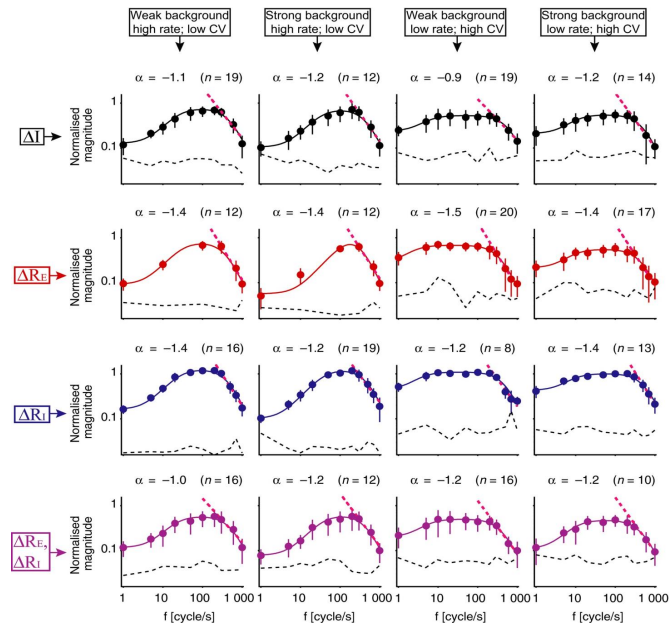 Weak background
high rate; low CV
Strong background
high rate; low CV
Weak background
low rate; high CV
Strong background
low rate; high CV
α = −1.1 (n = 19)
α = −1.2 (n = 12)
α = −0.9 (n = 19)
α = −1.2 (n = 14)
ΔI
Normalised
magnitude
1
0.1
α = −1.4 (n = 12)
α = −1.4 (n = 12)
α = −1.5 (n = 20)
α = −1.4 (n = 17)
ΔRE
Normalised
magnitude
1
0.1
α = −1.4 (n = 16)
α = −1.2 (n = 19)
α = −1.2 (n = 8)
α = −1.4 (n = 13)
ΔRI
Normalised
magnitude
1
0.1
α = −1.0 (n = 16)
α = −1.2 (n = 12)
α = −1.2 (n = 16)
α = −1.2 (n = 10)
ΔRE,
ΔRI
Normalised
magnitude
1
0.1
1 10 100 1 000
1 10 100 1 000
1 10 100 1 000
1 10 100 1 000
f [cycle/s]
f [cycle/s]
f [cycle/s]
f [cycle/s]